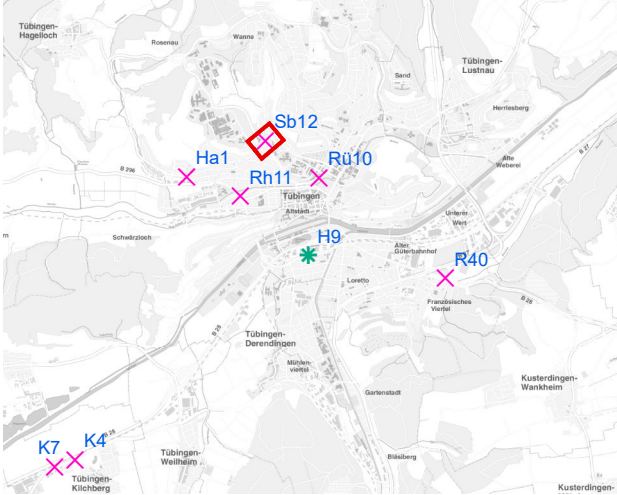 Tübingen-
Hagelloch
Rosenau
Wanne
Tübingen-
Lustnau
Sand
Herrlesberg
Sb12
B 27
Alte
Weberei
B 296
Ha1
Rü10
Rh11
Tübingen
Altstadt
Unterer
Wert
Schwärzloch
H9
Alter
Güterbahnhof
R40
Loretto
B 28
Französisches
Viertel
B 28
Tübingen-
Derendingen
Mühlen-
viertel
Kusterdingen-
Wankheim
Gartenstadt
B 28
K7
K4
Tübingen-
Weilheim
Bläsiberg
Tübingen-
Kilchberg
Kusterdingen-